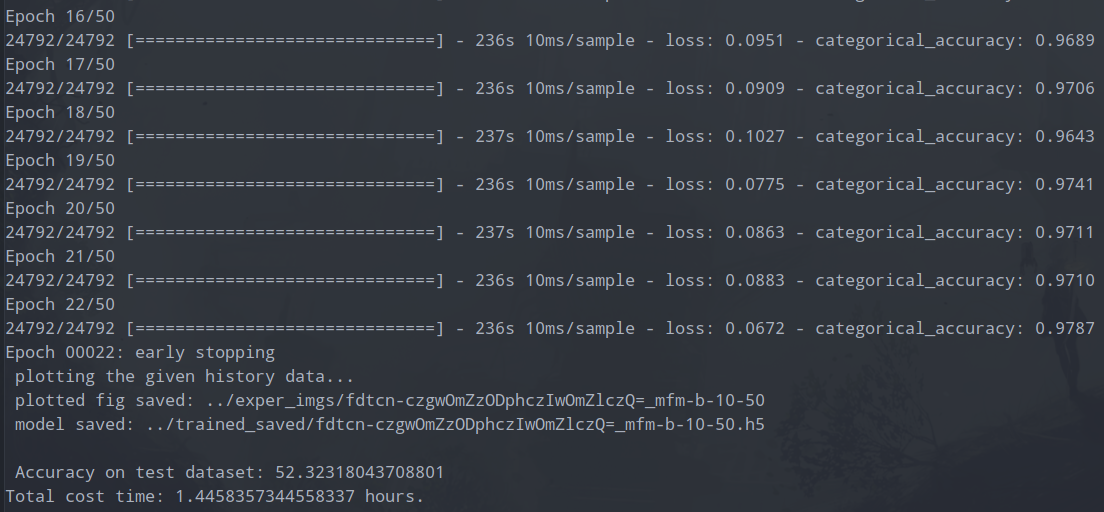 Epoch 16/50
24792/24792 [==============================] - 236s 10ms/sample - loss: 0.0951 - categorical_accuracy: 0.9689
Epoch 17/50
24792/24792 [==============================] - 236s 10ms/sample - loss: 0.0909 - categorical_accuracy: 0.9706
Epoch 18/50
24792/24792 [==============================] - 237s 10ms/sample - loss: 0.1027 - categorical_accuracy: 0.9643
Epoch 19/50
24792/24792 [==============================] - 236s 10ms/sample - loss: 0.0775 - categorical_accuracy: 0.9741
Epoch 20/50
24792/24792 [==============================] - 237s 10ms/sample - loss: 0.0863 - categorical_accuracy: 0.9711
Epoch 21/50
24792/24792 [==============================] - 236s 10ms/sample - loss: 0.0883 - categorical_accuracy: 0.9710
Epoch 22/50
24792/24792 [==============================] - 236s 10ms/sample - loss: 0.0672 - categorical_accuracy: 0.9787
Epoch 00022: early stopping
plotting the given history data...
plotted fig saved: ../exper_imgs/fdtcn-czgwOmZzODphczIwOmZlczQ=_mfm-b-10-50
model saved: ../trained_saved/fdtcn-czgwOmZzODphczIwOmZlczQ=_mfm-b-10-50.h5
Accuracy on test dataset: 52.32318043708801
Total cost time: 1.4458357344558337 hours.